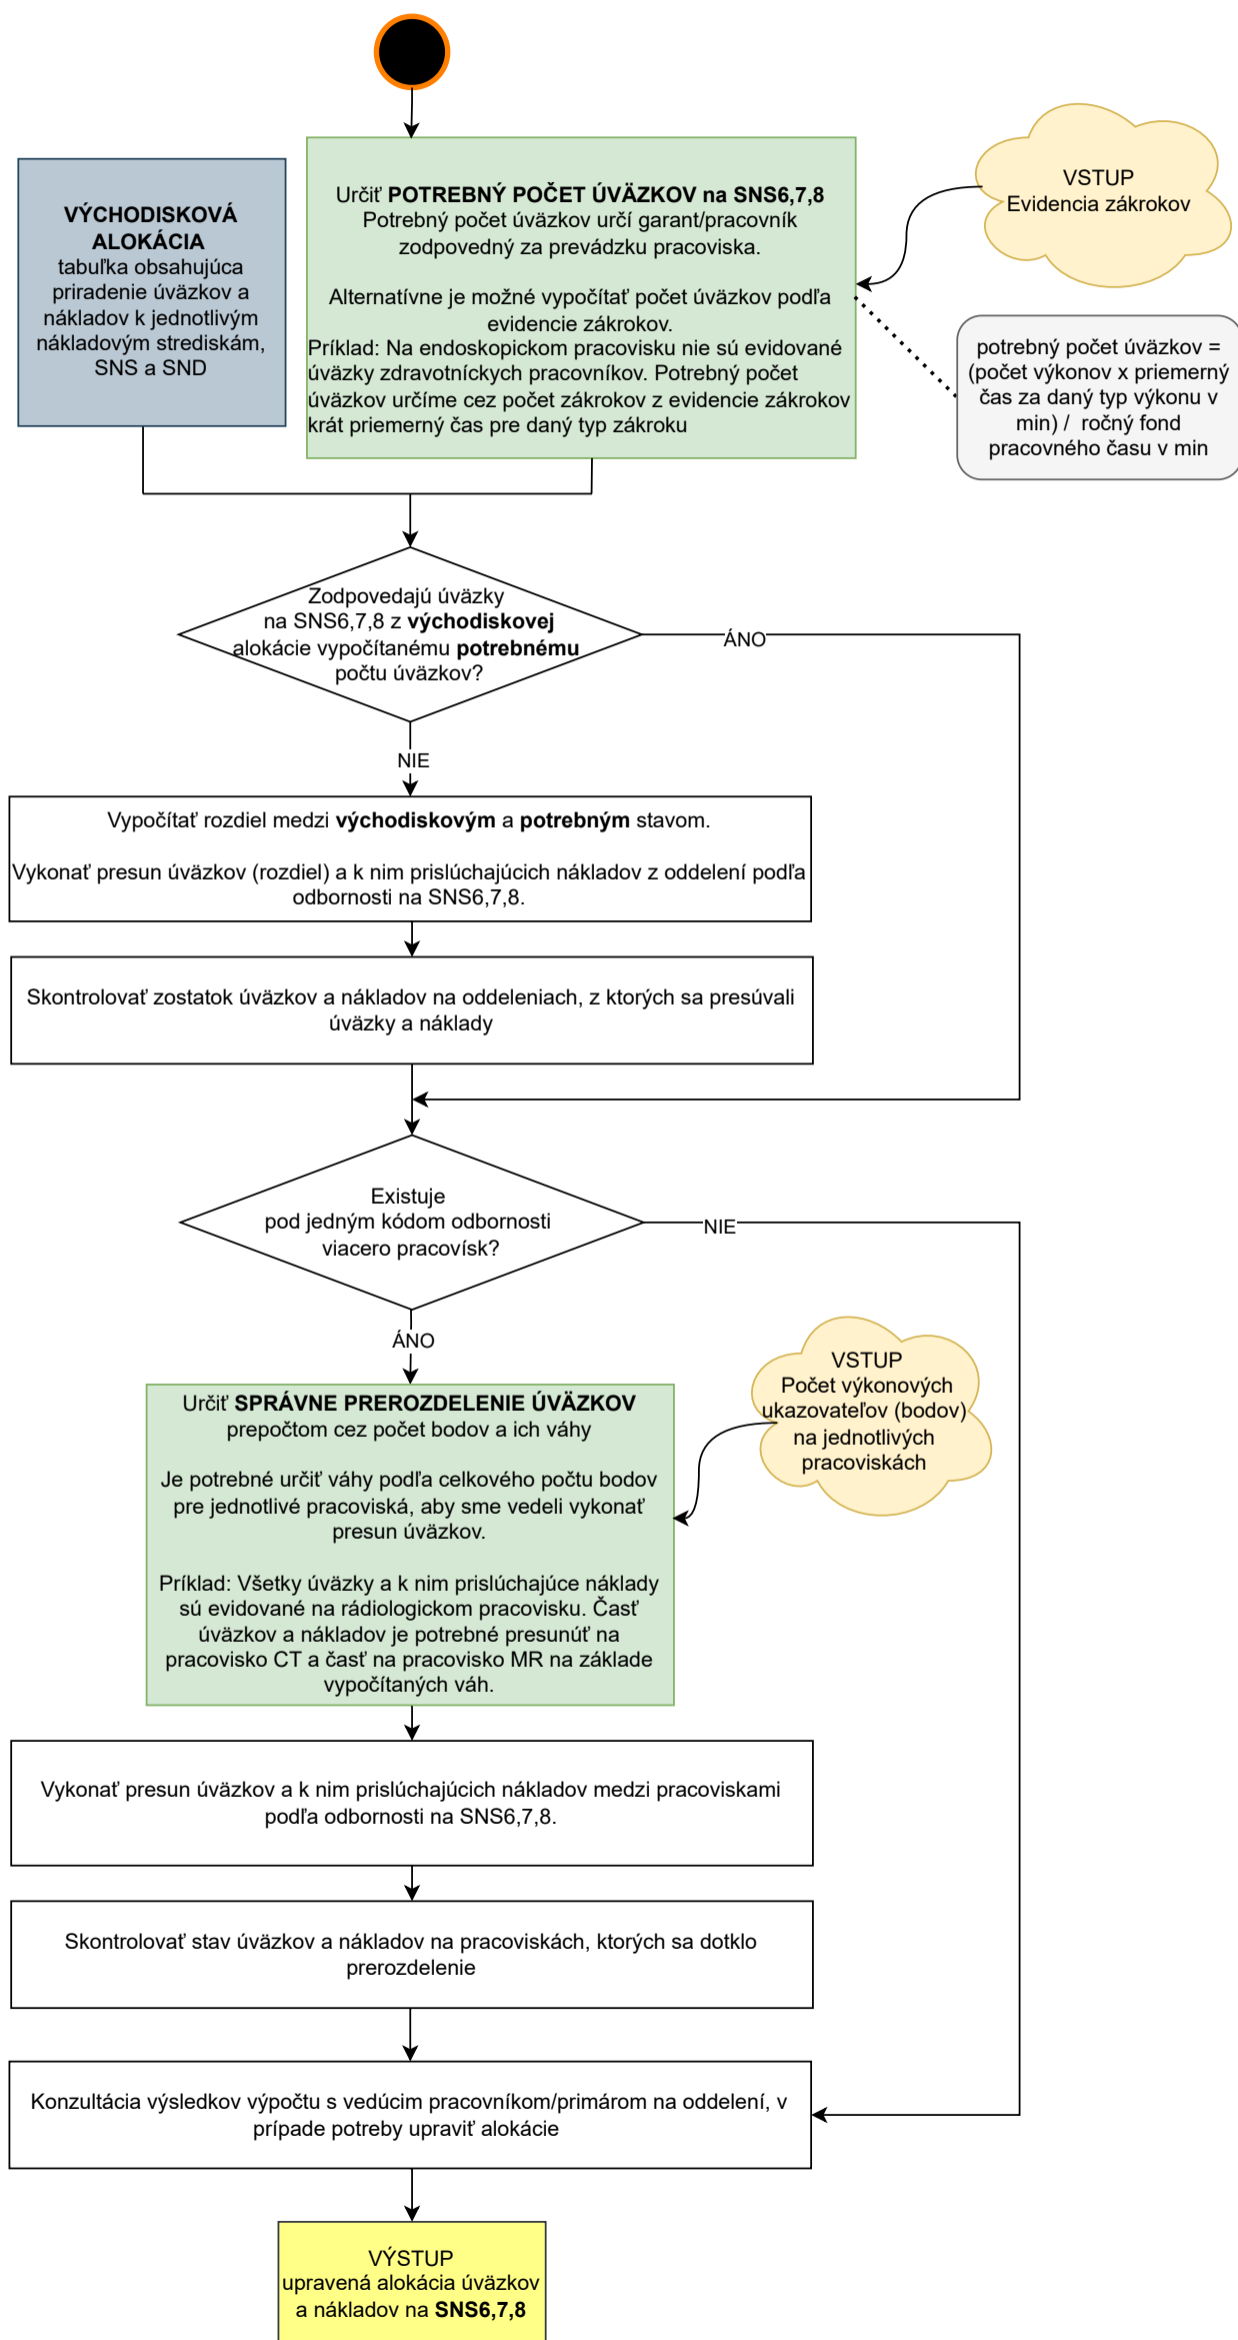 VÝCHODISKOVÁ
ALOKÁCIA
tabuľka obsahujúca
priradenie úväzkov a
nákladov k jednotlivým
nákladovým strediskám,
SNS a SND
Určiť POTREBNÝ POČET ÚVÄZKOV na SNS6,7,8
Potrebný počet úväzkov určí garant/pracovník
zodpovedný za prevádzku pracoviska.
Alternatívne je možné vypočítať počet úväzkov podľa
evidencie zákrokov.
Príklad: Na endoskopickom pracovisku nie sú evidované
úväzky zdravotníckych pracovníkov. Potrebný počet
úväzkov určíme cez počet zákrokov z evidencie zákrokov
krát priemerný čas pre daný typ zákroku
VSTUP
Evidencia zákrokov
potrebný počet úväzkov =
(počet výkonov x priemerný
čas za daný typ výkonu v
min) /  ročný fond
pracovného času v min
Zodpovedajú úväzky
na SNS6,7,8 z východiskovej
alokácie vypočítanému potrebnému
počtu úväzkov?
ÁNO
NIE
Vypočítať rozdiel medzi východiskovým a potrebným stavom.
Vykonať presun úväzkov (rozdiel) a k nim prislúchajúcich nákladov z oddelení podľa
odbornosti na SNS6,7,8.
Skontrolovať zostatok úväzkov a nákladov na oddeleniach, z ktorých sa presúvali
úväzky a náklady
Existuje
pod jedným kódom odbornosti
viacero pracovísk?
NIE
ÁNO
Určiť SPRÁVNE PREROZDELENIE ÚVÄZKOV
prepočtom cez počet bodov a ich váhy
Je potrebné určiť váhy podľa celkového počtu bodov
pre jednotlivé pracoviská, aby sme vedeli vykonať
presun úväzkov.
Príklad: Všetky úväzky a k nim prislúchajúce náklady
sú evidované na rádiologickom pracovisku. Časť
úväzkov a nákladov je potrebné presunúť na
pracovisko CT a časť na pracovisko MR na základe
vypočítaných váh.
VSTUP
Počet výkonových
ukazovateľov (bodov)
na jednotlivých
pracoviskách
Vykonať presun úväzkov a k nim prislúchajúcich nákladov medzi pracoviskami
podľa odbornosti na SNS6,7,8.
Skontrolovať stav úväzkov a nákladov na pracoviskách, ktorých sa dotklo
prerozdelenie
Konzultácia výsledkov výpočtu s vedúcim pracovníkom/primárom na oddelení, v
prípade potreby upraviť alokácie
VÝSTUP
upravená alokácia úväzkov
a nákladov na SNS6,7,8